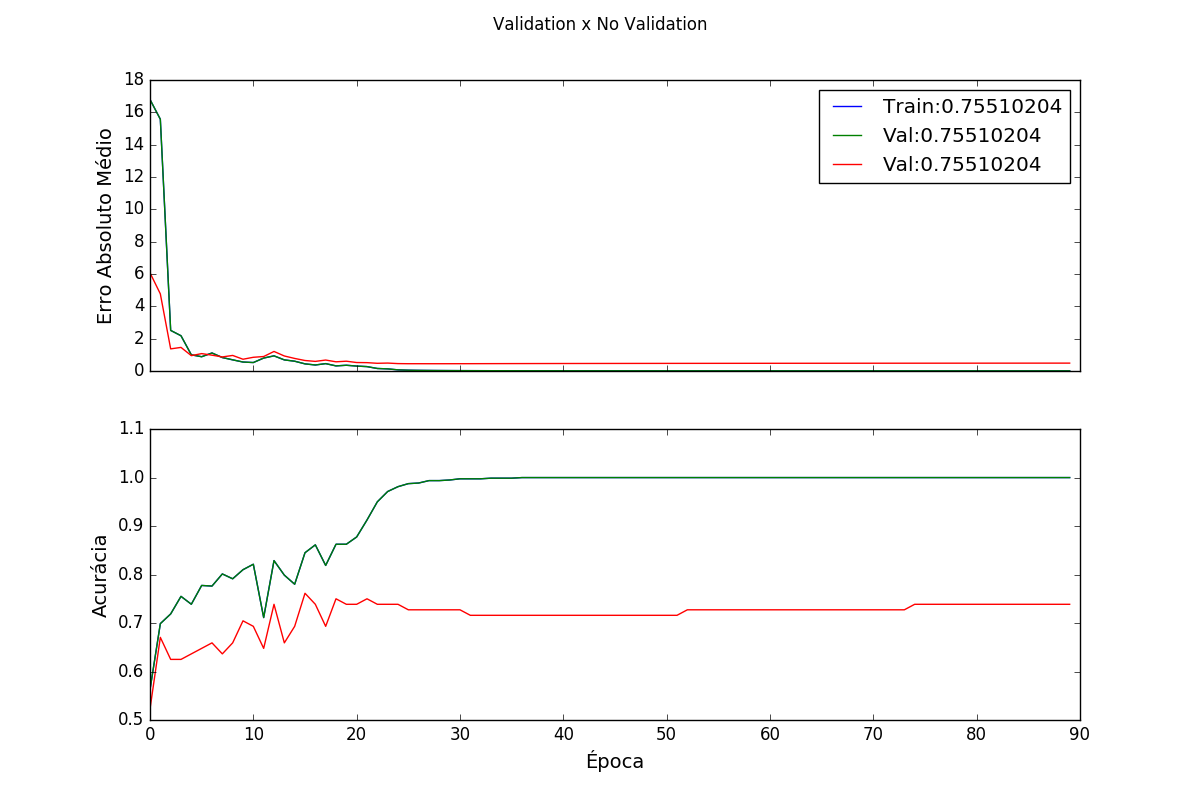 Validation x No Validation
18
16
14
12
10
8
6
4
2
0
Erro Absoluto Médio
Train:0.75510204
Val:0.75510204
Val:0.75510204
1.1
1.0
0.9
0.8
0.7
0.6
0.5
Acurácia
0 10 20 30 40 50 60 70 80 90
Época